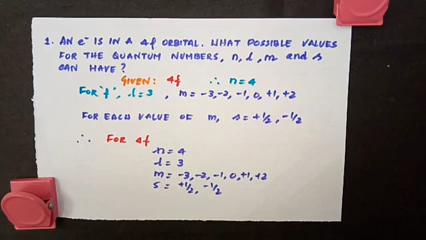 1. AN e⁻ IS IN A 4f ORBITAL. WHAT POSSIBLE VALUES
FOR THE QUANTUM NUMBERS, n, l, m and s
CAN HAVE?
GIVEN: 4f ∴ n=4
FOR 'f', l=3, m=-3,-2,-1,0,+1,+2
FOR EACH VALUE OF m, s=+1/2,-1/2
∴ FOR 4f
n=4
l=3
m=-3,-2,-1,0,+1,+2
s=+1/2,-1/2